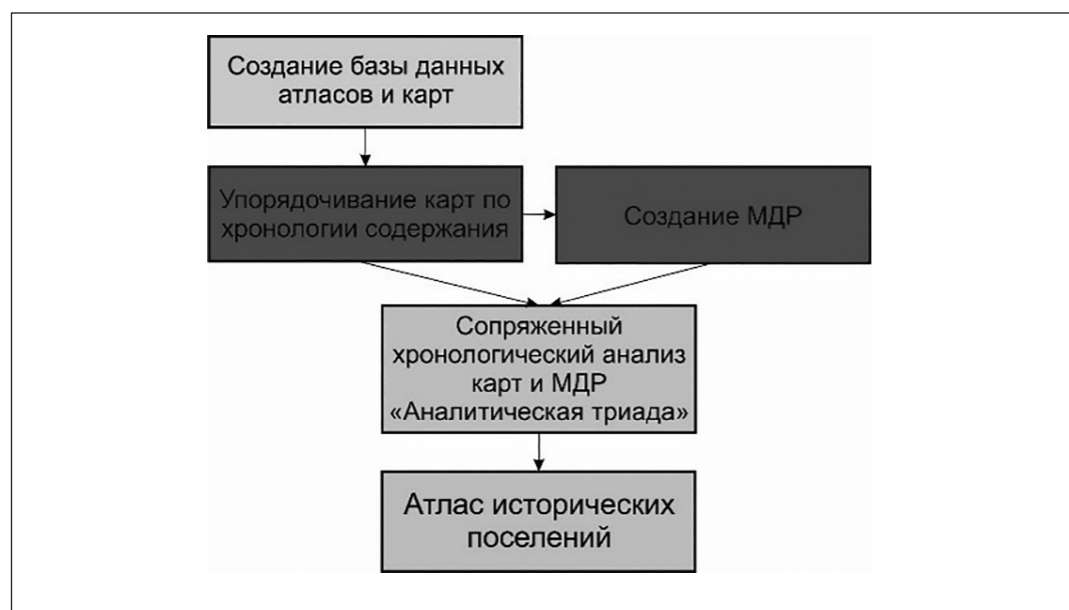 Создание базы данных
атласов и карт
Упорядочивание карт по
хронологии содержания
Создание МДР
Сопряженный
хронологический анализ
карт и МДР
«Аналитическая триада»
Атлас исторических
поселений